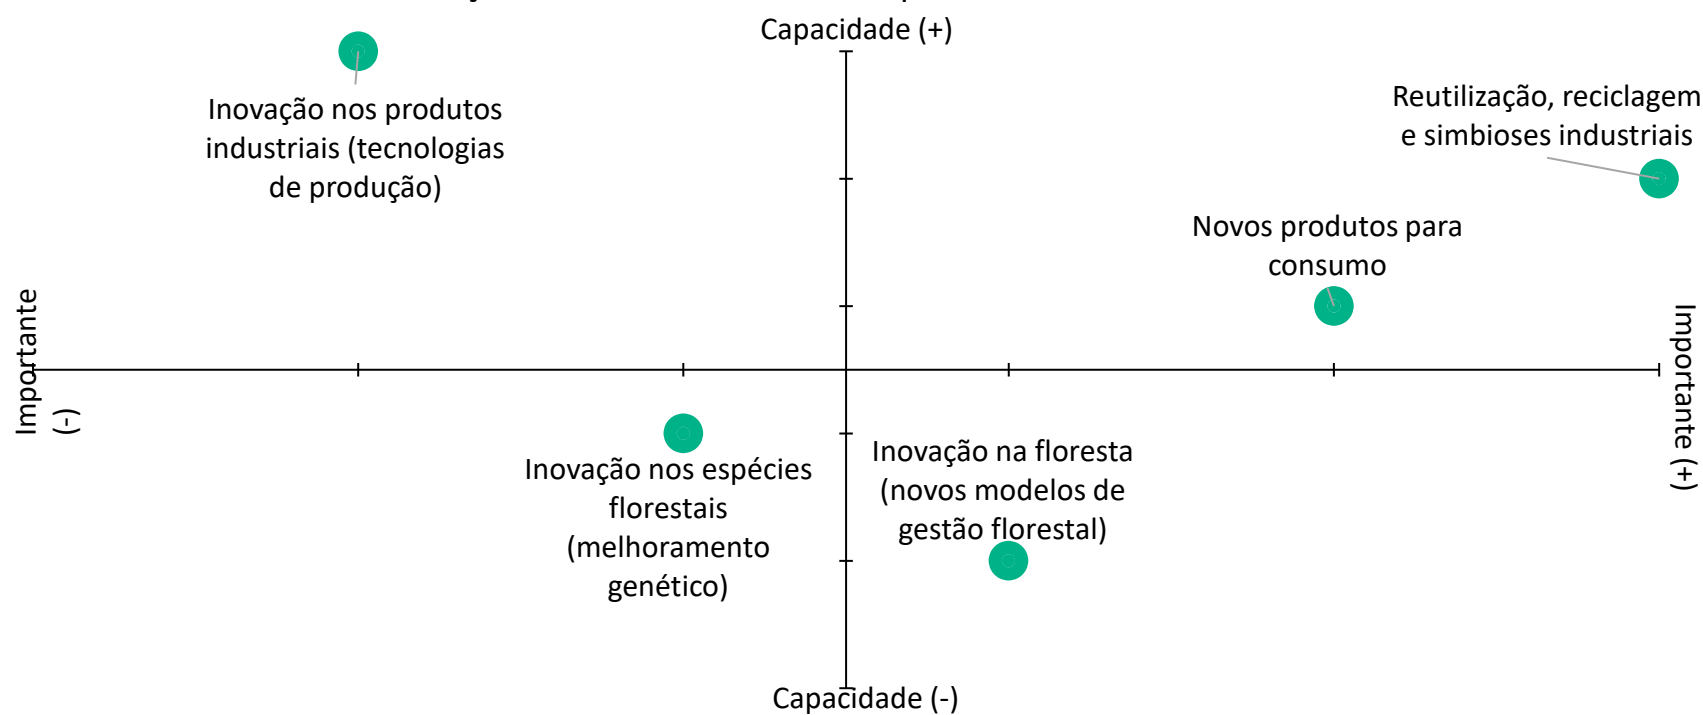 Capacidade (+)
Inovação nos produtos
industriais (tecnologias
de produção)
Reutilização, reciclagem
e simbioses industriais
Novos produtos para
consumo
Importante
(-)
Importante (+)
Inovação nos espécies
florestais
(melhoramento
genético)
Inovação na floresta
(novos modelos de
gestão florestal)
Capacidade (-)